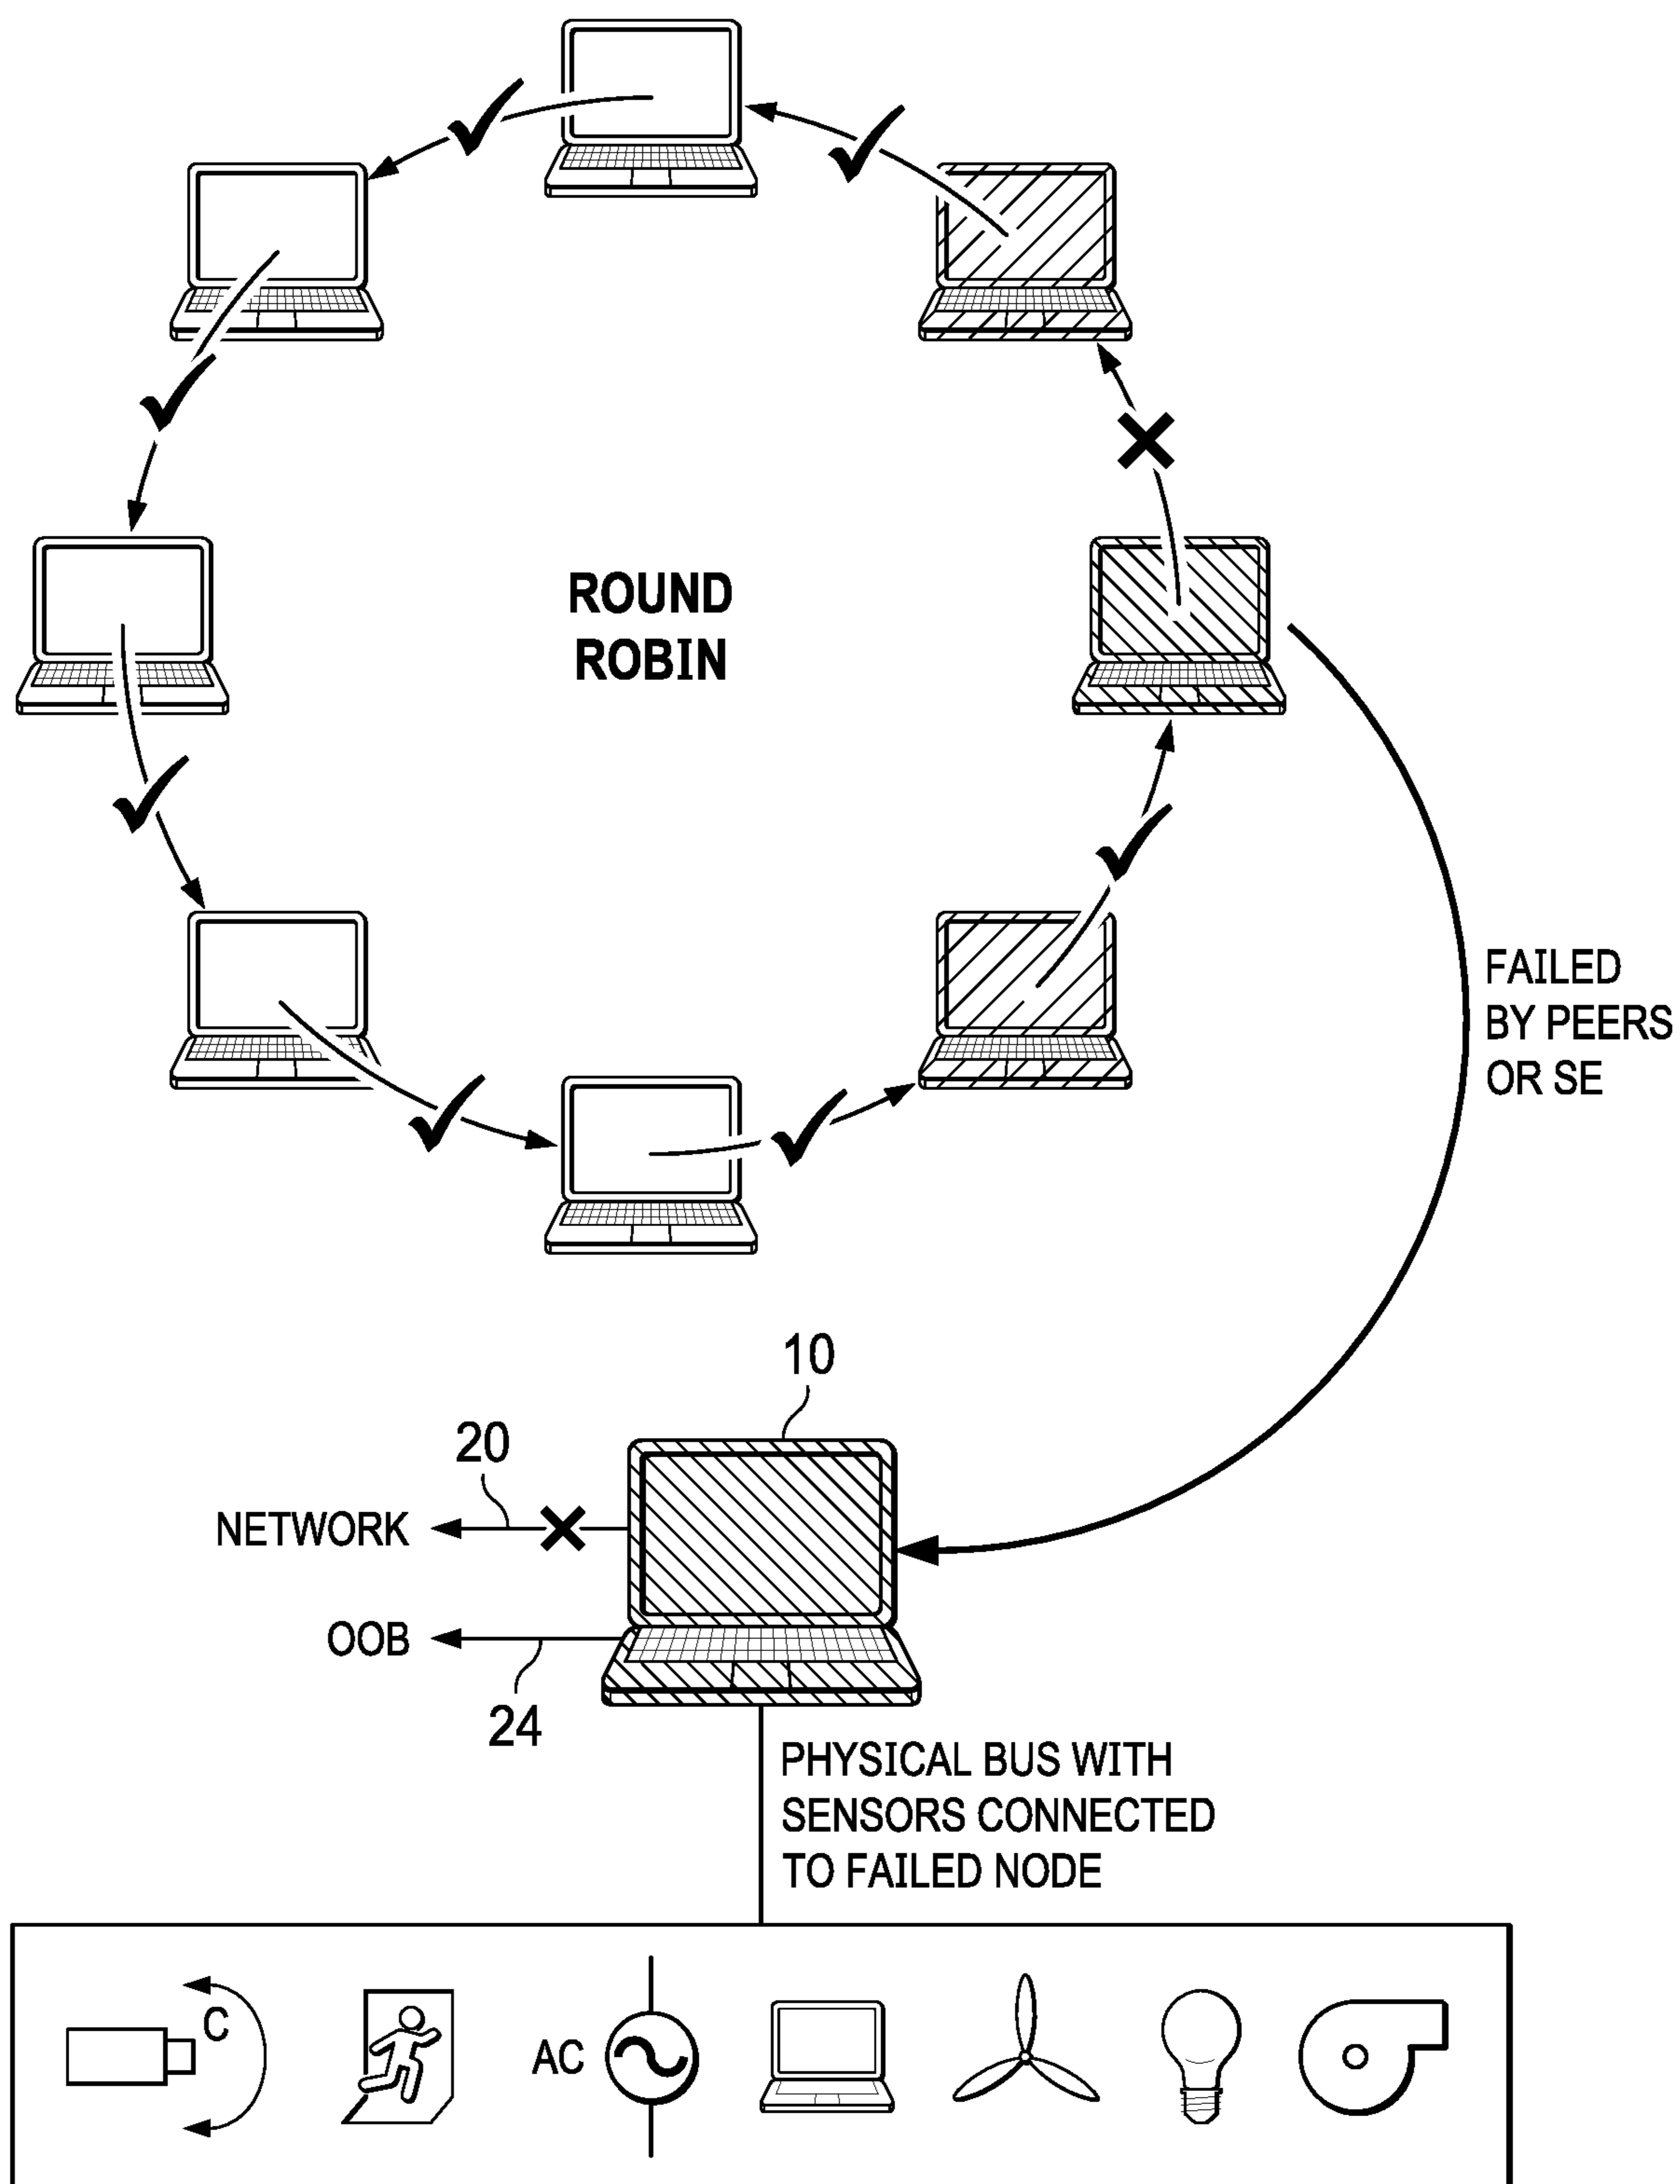 ROUND
ROBIN
FAILED
BY PEERS
OR SE
10
20
NETWORK
OOB
24
PHYSICAL BUS WITH
SENSORS CONNECTED
TO FAILED NODE
C
AC